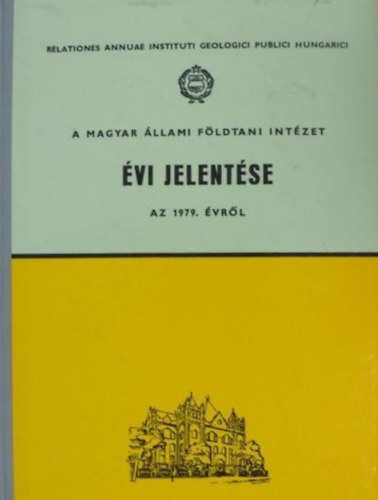 RELATIONES ANNUAE INSTITUTI GEOLOGICI PUBLICI HUNGARICI
A MAGYAR ÁLLAMI FÖLDTANI INTÉZET
ÉVI JELENTÉSE
AZ 1979. ÉVRŐL